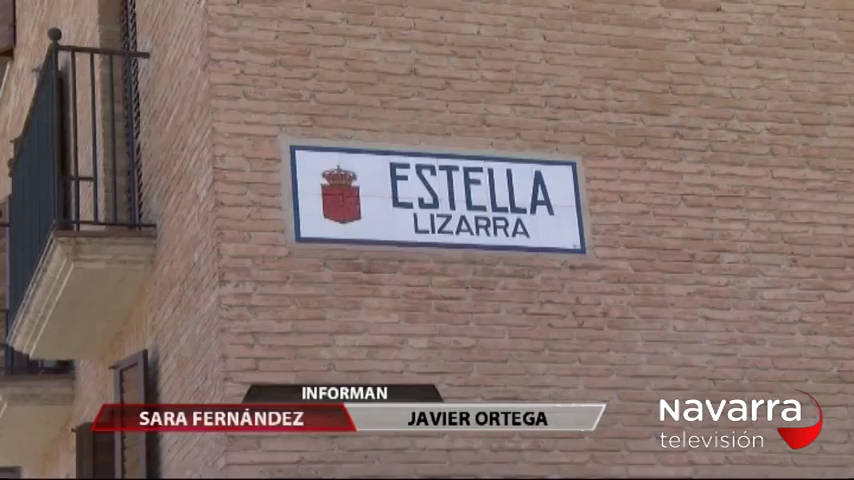 ESTELLA
LIZARRA
INFORMAN
SARA FERNÁNDEZ
JAVIER ORTEGA
Navarra
televisión